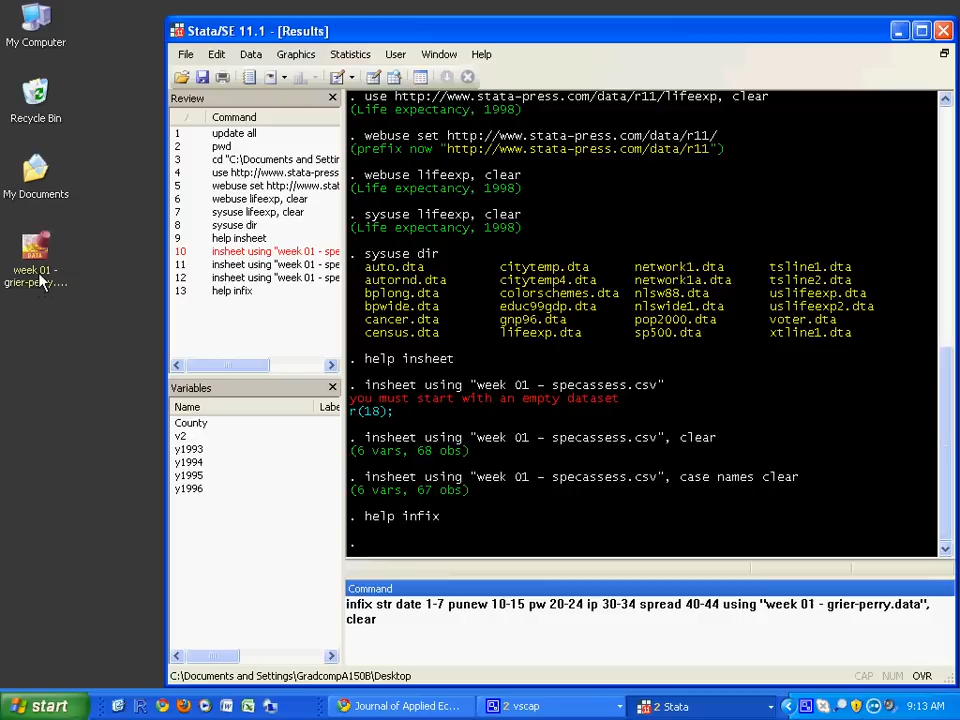 My Computer
Recycle Bin
My Documents
DATA
week 01 -
grier-perry....
Stata/SE 11.1 - [Results]
File Edit Data Graphics Statistics User Window Help
Review
Command
1 update all
2 pwd
3 cd "C:\Documents and Settin
4 use http://www.stata-press.
5 webuse set http://www.stat
6 webuse lifeexp, clear
7 sysuse lifeexp, clear
8 sysuse dir
9 help insheet
10 insheet using "week 01 - spe
11 insheet using "week 01 - spe
12 insheet using "week 01 - spe
13 help infix
Variables
Name Labe
County
v2
y1993
y1994
y1995
y1996
. use http://www.stata-press.com/data/r11/lifeexp, clear
(Life expectancy, 1998)
. webuse set http://www.stata-press.com/data/r11/
(prefix now "http://www.stata-press.com/data/r11")
. webuse lifeexp, clear
(Life expectancy, 1998)
. sysuse lifeexp, clear
(Life expectancy, 1998)
. sysuse dir
auto.dta citytemp.dta network1.dta tsline1.dta
autornd.dta citytemp4.dta network1a.dta tsline2.dta
bplong.dta colorschemes.dta nlsw88.dta uslifeexp.dta
bpwide.dta educ99gdp.dta nlswide1.dta uslifeexp2.dta
cancer.dta gnp96.dta pop2000.dta voter.dta
census.dta lifeexp.dta sp500.dta xtline1.dta
. help insheet
. insheet using "week 01 - specassess.csv"
you must start with an empty dataset
r(18);
. insheet using "week 01 - specassess.csv", clear
(6 vars, 68 obs)
. insheet using "week 01 - specassess.csv", case names clear
(6 vars, 67 obs)
. help infix
.
Command
infix str date 1-7 punew 10-15 pw 20-24 ip 30-34 spread 40-44 using "week 01 - grier-perry.data",
clear
C:\Documents and Settings\GradcompA150B\Desktop
CAP NUM OVR
start
Journal of Applied Ec...
2 vscap
2 Stata
9:13 AM